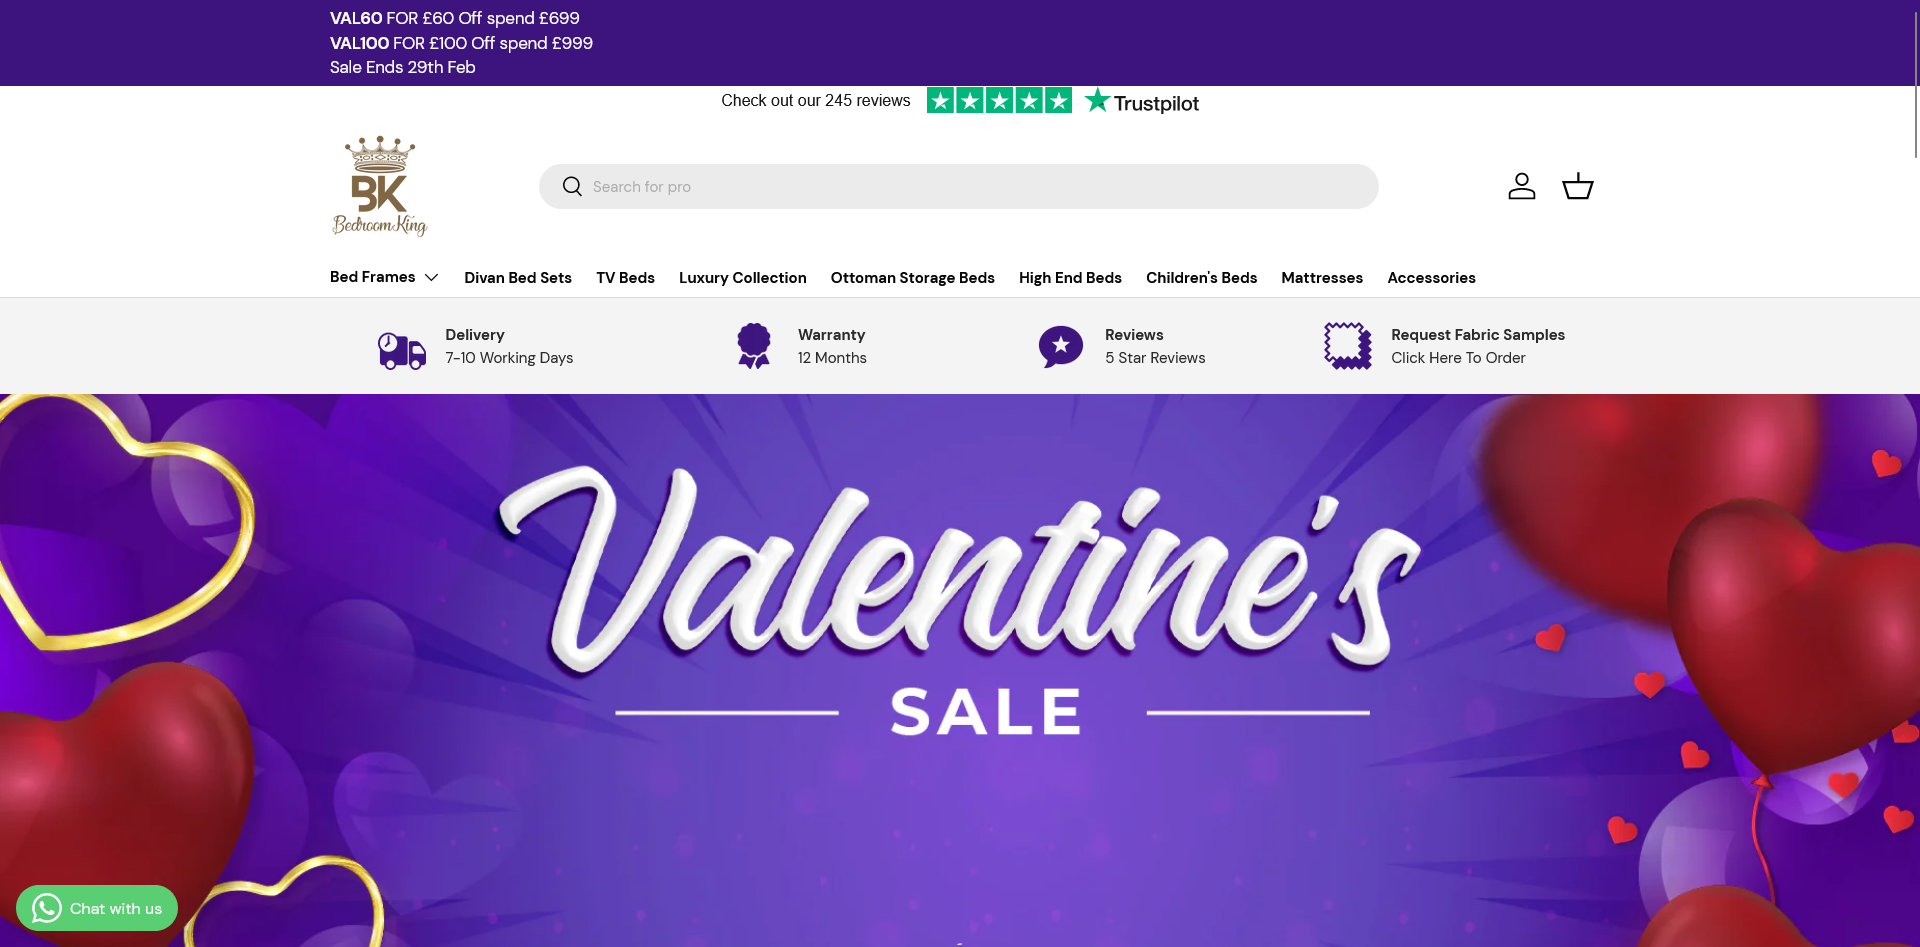 VAL60 FOR £60 Off spend £699
VAL100 FOR £100 Off spend £999
Sale Ends 29th Feb
Check out our 245 reviews Trustpilot
BK
Bedroom King
Search for pro
Bed Frames Divan Bed Sets TV Beds Luxury Collection Ottoman Storage Beds High End Beds Children's Beds Mattresses Accessories
Delivery
7-10 Working Days
Warranty
12 Months
Reviews
5 Star Reviews
Request Fabric Samples
Click Here To Order
Valentine's
SALE
Chat with us